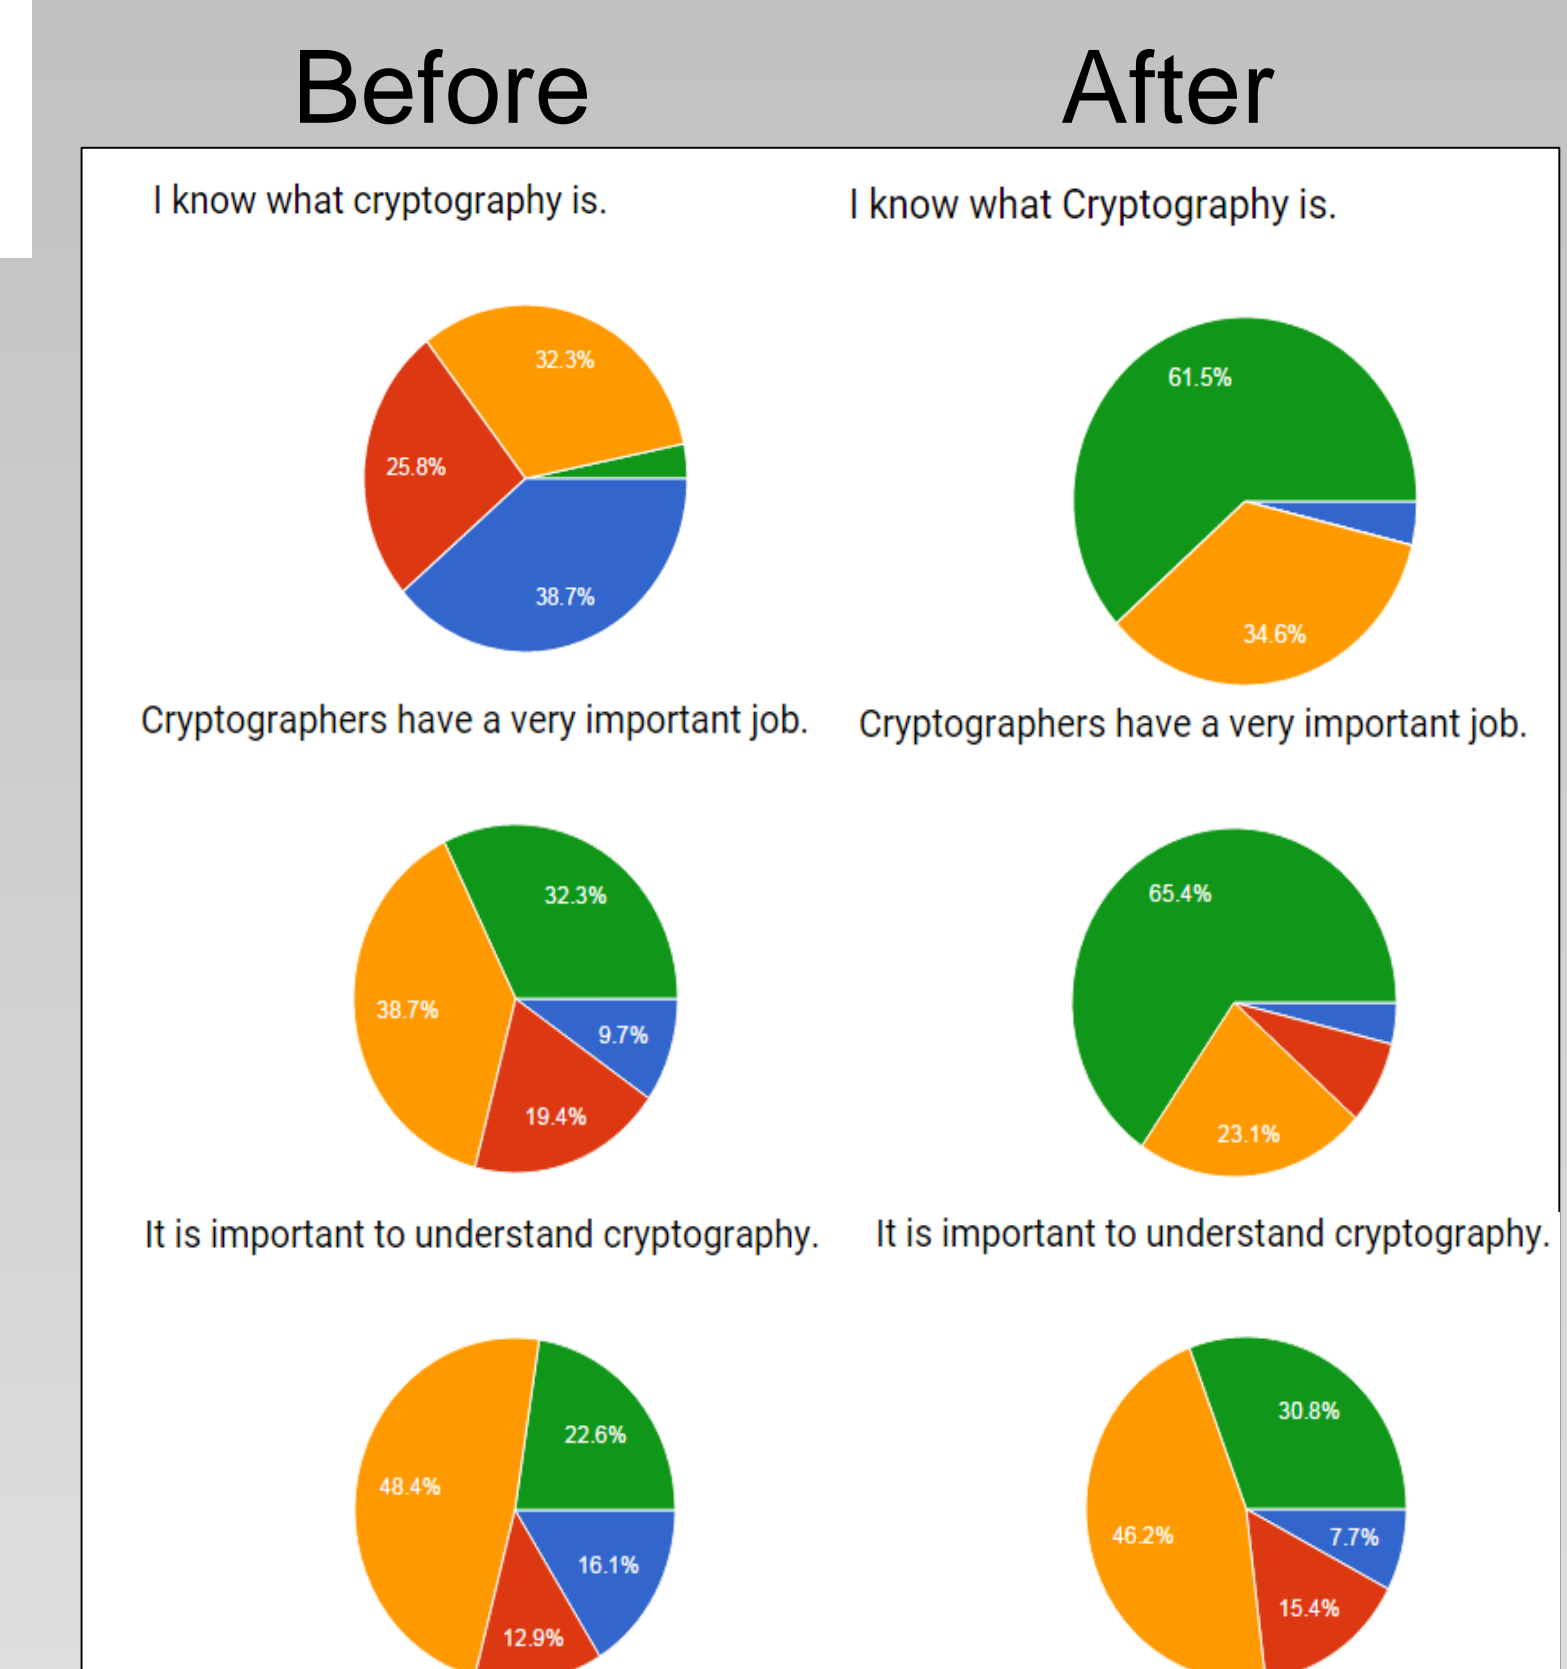 Before
After
I know what cryptography is.
I know what Cryptography is.
32.3%
25.8%
38.7%
61.5%
34.6%
Cryptographers have a very important job.
Cryptographers have a very important job.
32.3%
38.7%
9.7%
19.4%
65.4%
23.1%
It is important to understand cryptography.
It is important to understand cryptography.
22.6%
48.4%
16.1%
12.9%
30.8%
46.2%
7.7%
15.4%